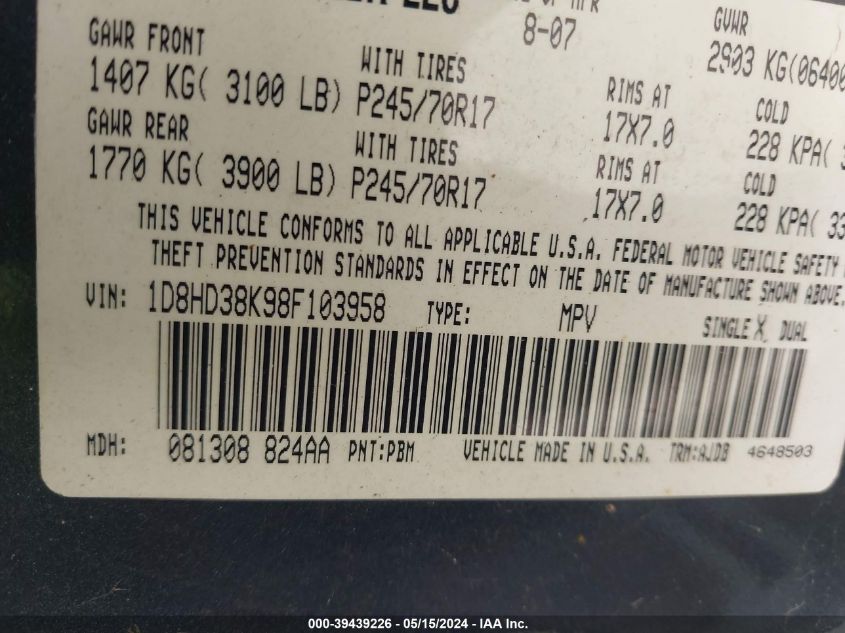 LLC
OF MFR
GVWR
8-07
2903 KG(06400
GAWR FRONT
WITH TIRES
RIMS AT
COLD
1407 KG( 3100 LB) P245/70R17
17X7.0
228 KPA(
GAWR REAR
WITH TIRES
RIMS AT
COLD
1770 KG( 3900 LB) P245/70R17
17X7.0
228 KPA( 33
THIS VEHICLE CONFORMS TO ALL APPLICABLE U.S.A. FEDERAL MOTOR VEHICLE SAFETY
THEFT PREVENTION STANDARDS IN EFFECT ON THE DATE OF MANUFACTURE SHOWN ABOVE.
VIN: 1D8HD38K98F103958 TYPE: MPV SINGLE X DUAL
MDH: 081308 824AA PNT:PBM VEHICLE MADE IN U.S.A. TRM:AJDB 4648503
000-39439226 - 05/15/2024 - IAA Inc.